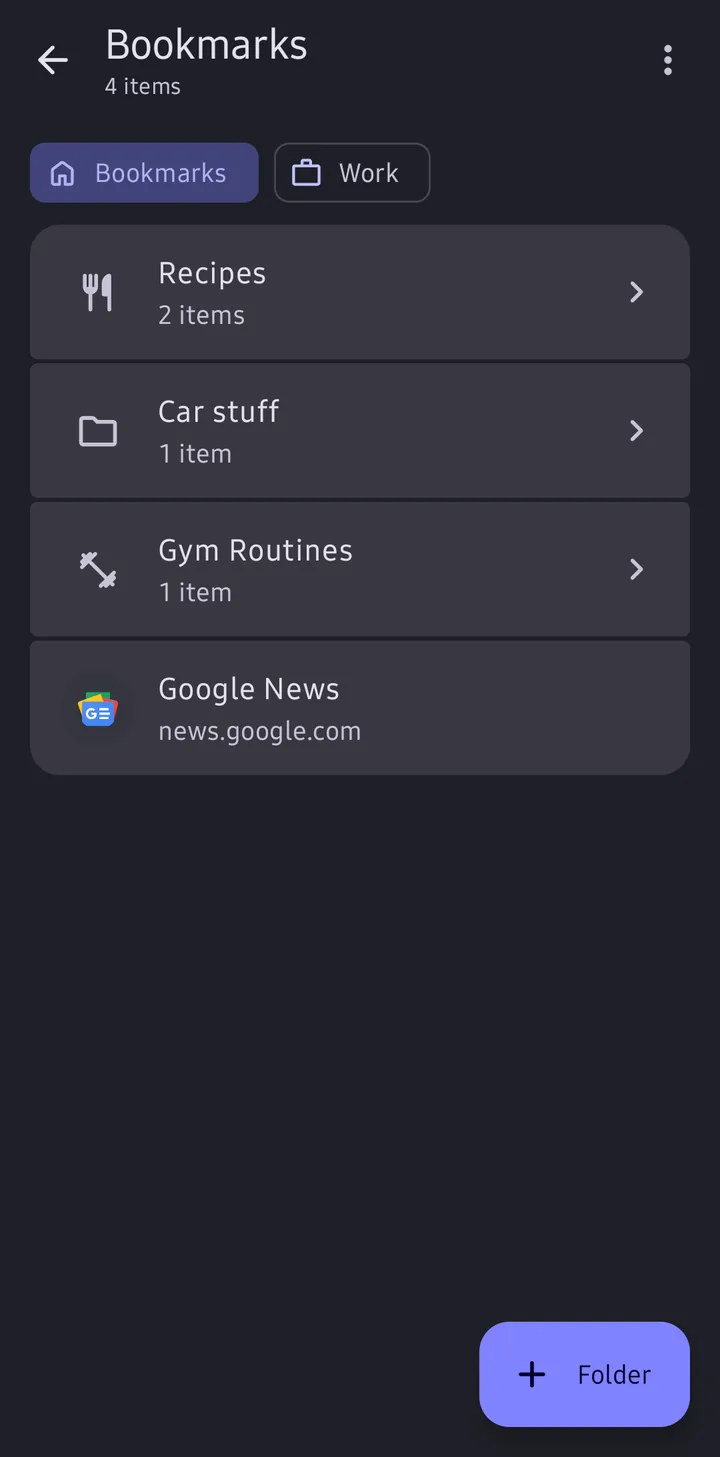 Bookmarks
4 items
Bookmarks
Work
Recipes
2 items
Car stuff
1 item
Gym Routines
1 item
GE
Google News
news.google.com
Folder